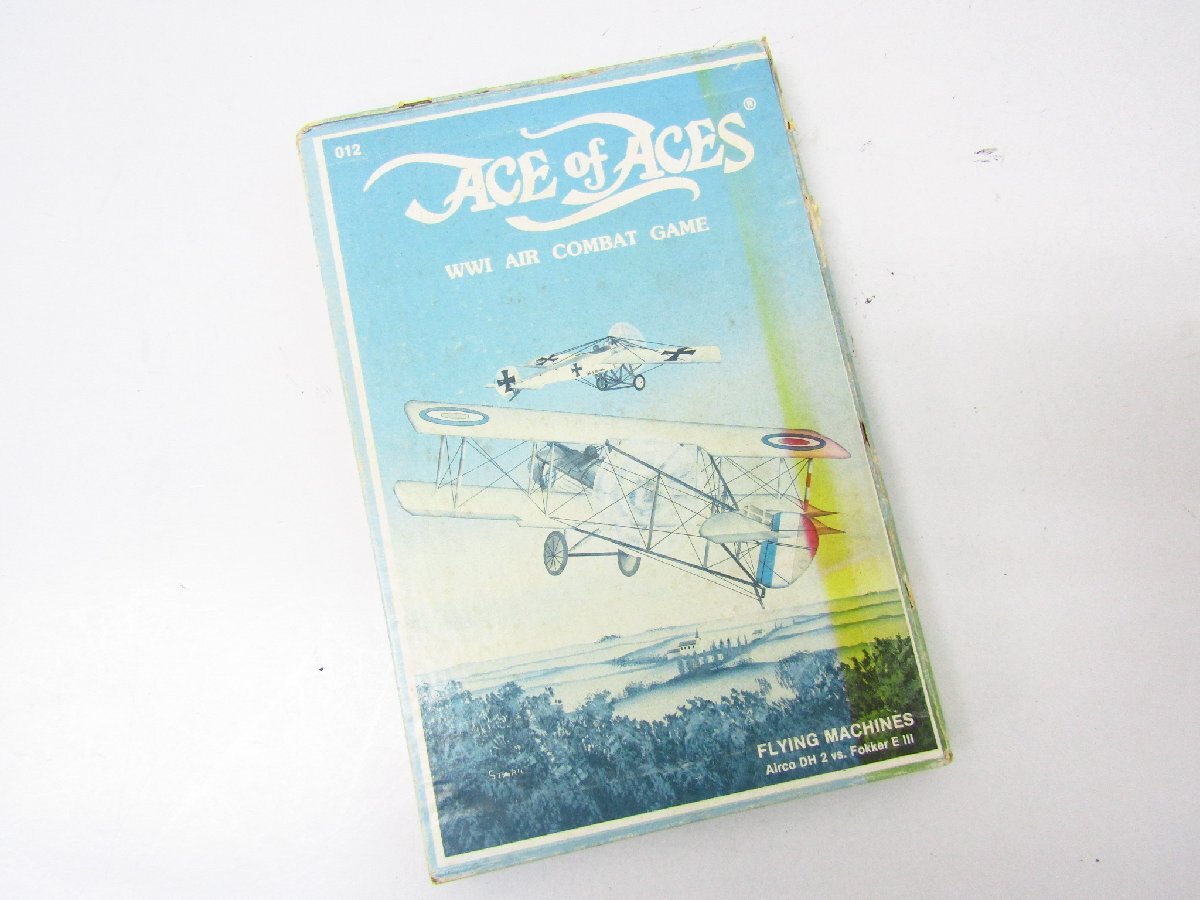 012
ACE of ACES®
WWI AIR COMBAT GAME
FLYING MACHINES
Airco DH 2 vs. Fokker E III